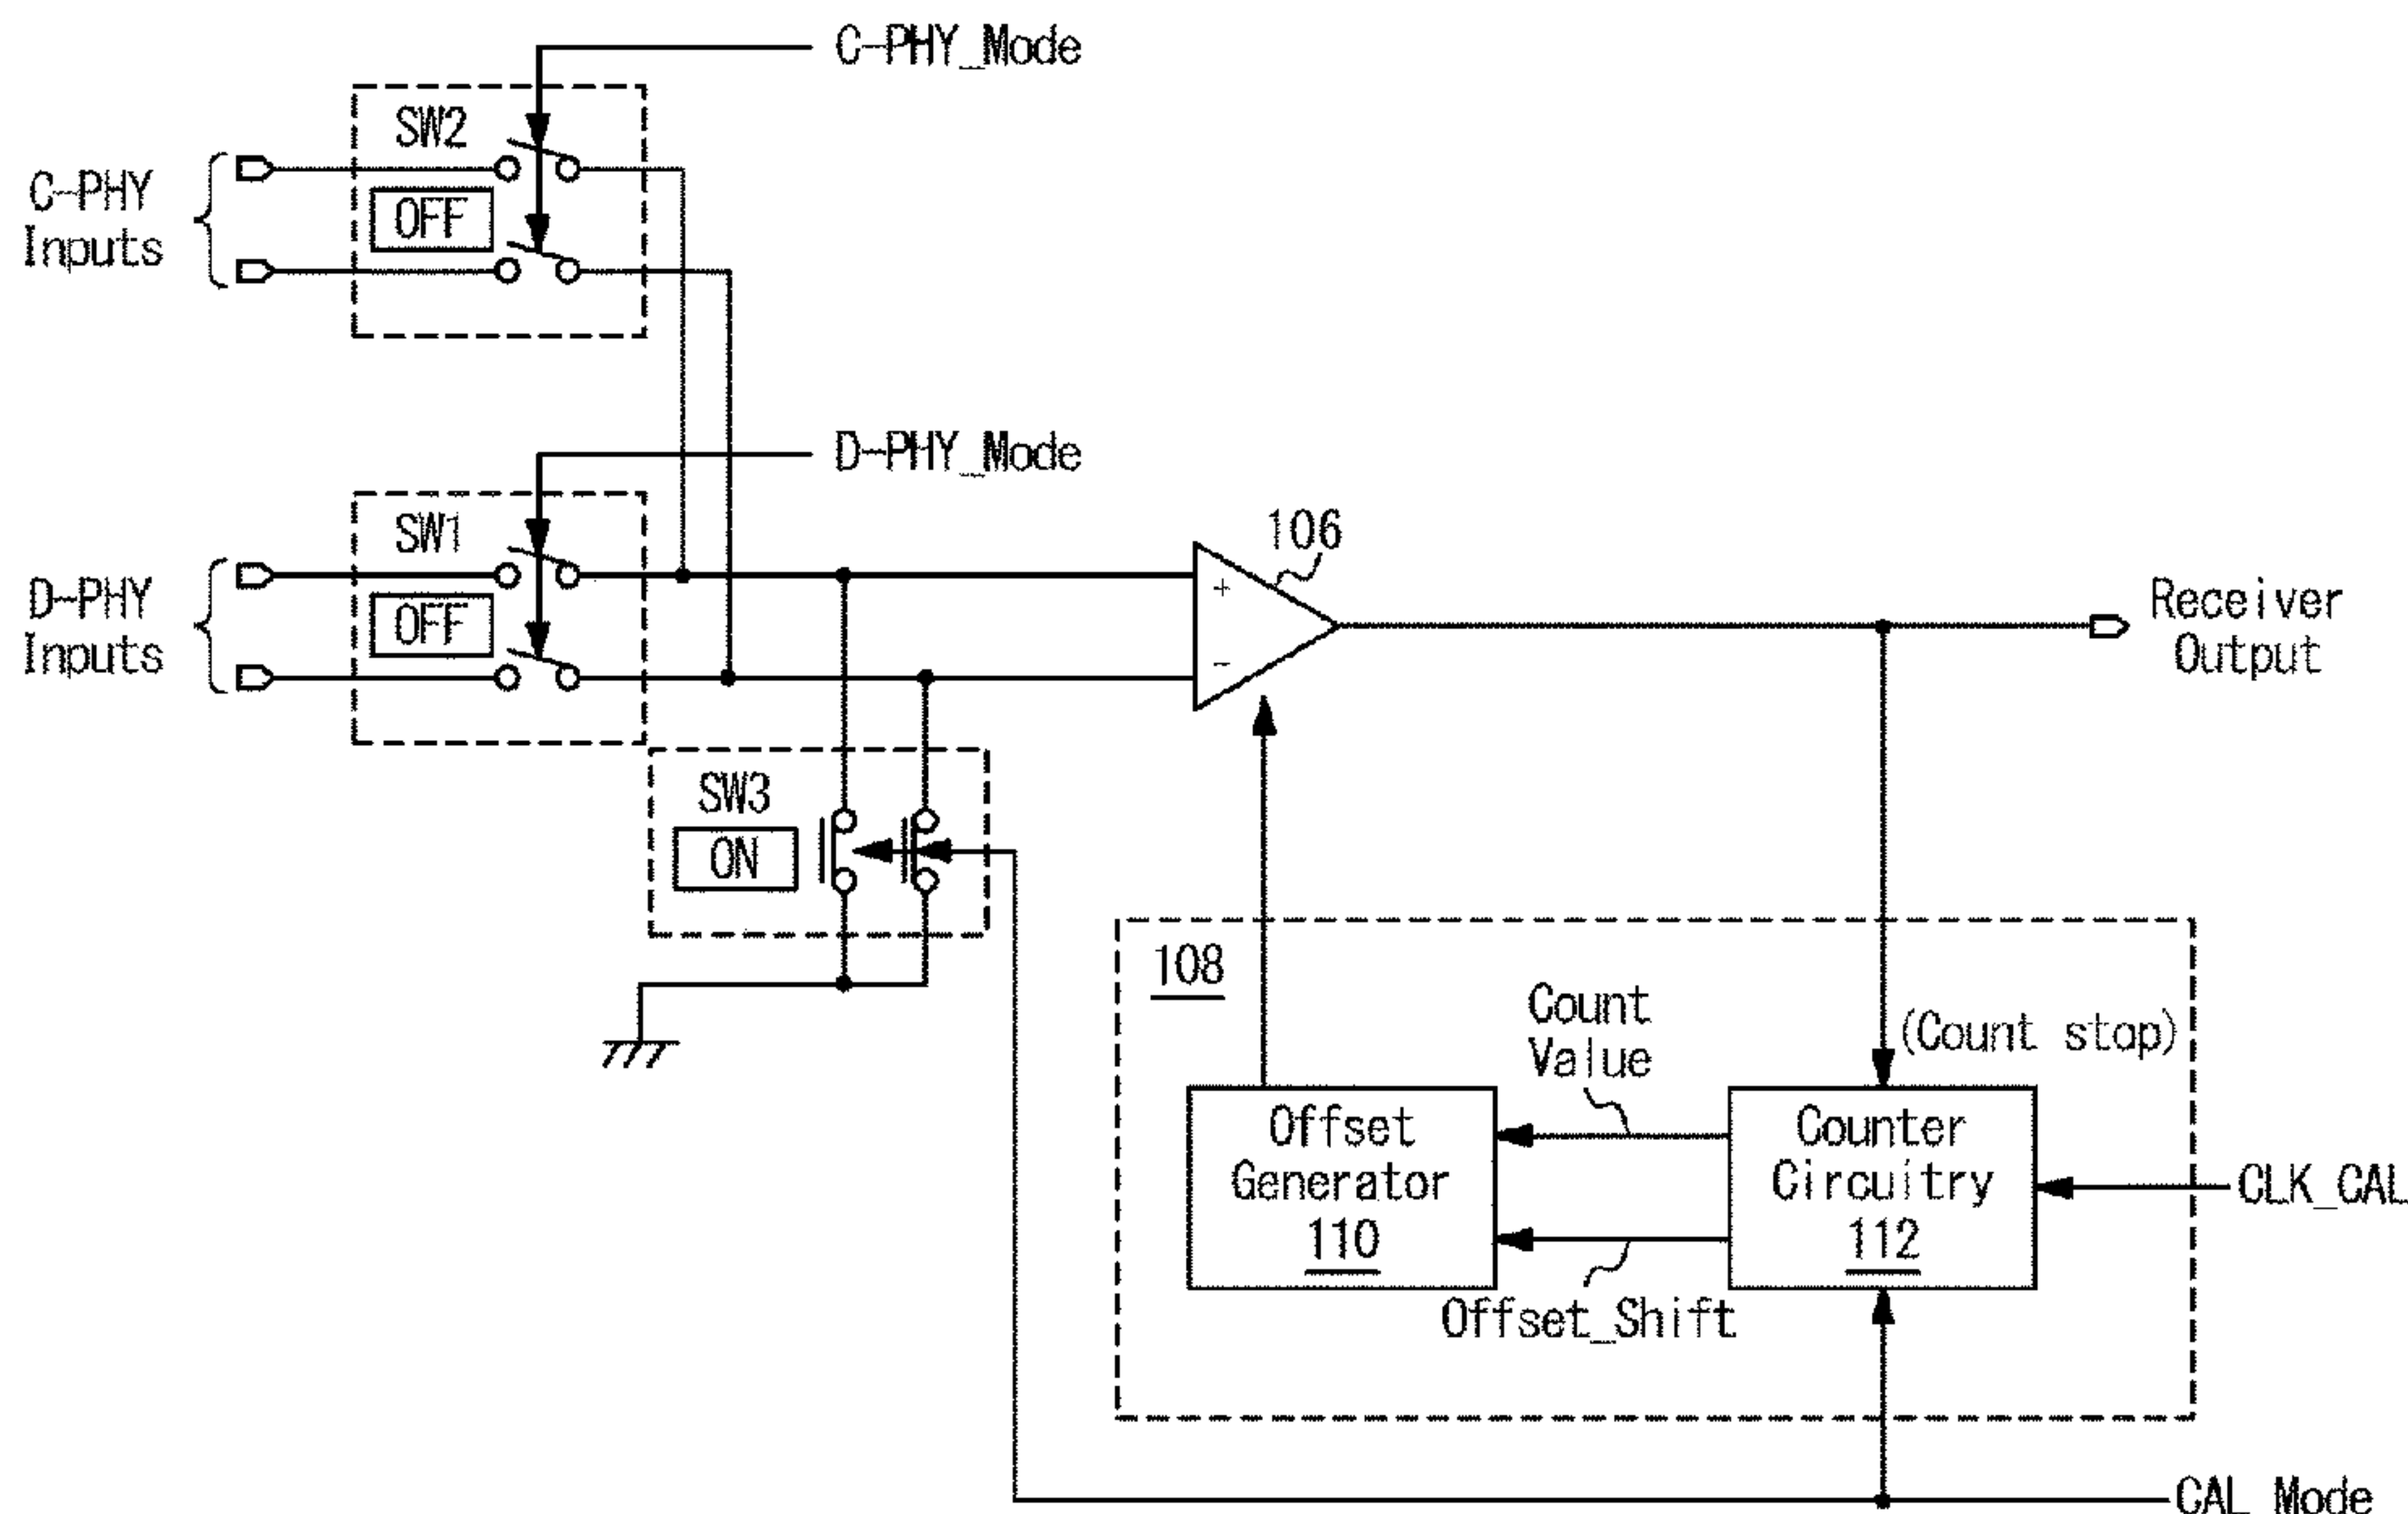 C-PHY_Mode
SW2
C-PHY
Inputs
OFF
D-PHY_Mode
SW1
D-PHY
Inputs
OFF
106
+
-
Receiver
Output
SW3
ON
108
Count
Value
(Count stop)
Offset
Generator
110
Counter
Circuitry
112
CLK_CAL
Offset_Shift
CAL_Mode